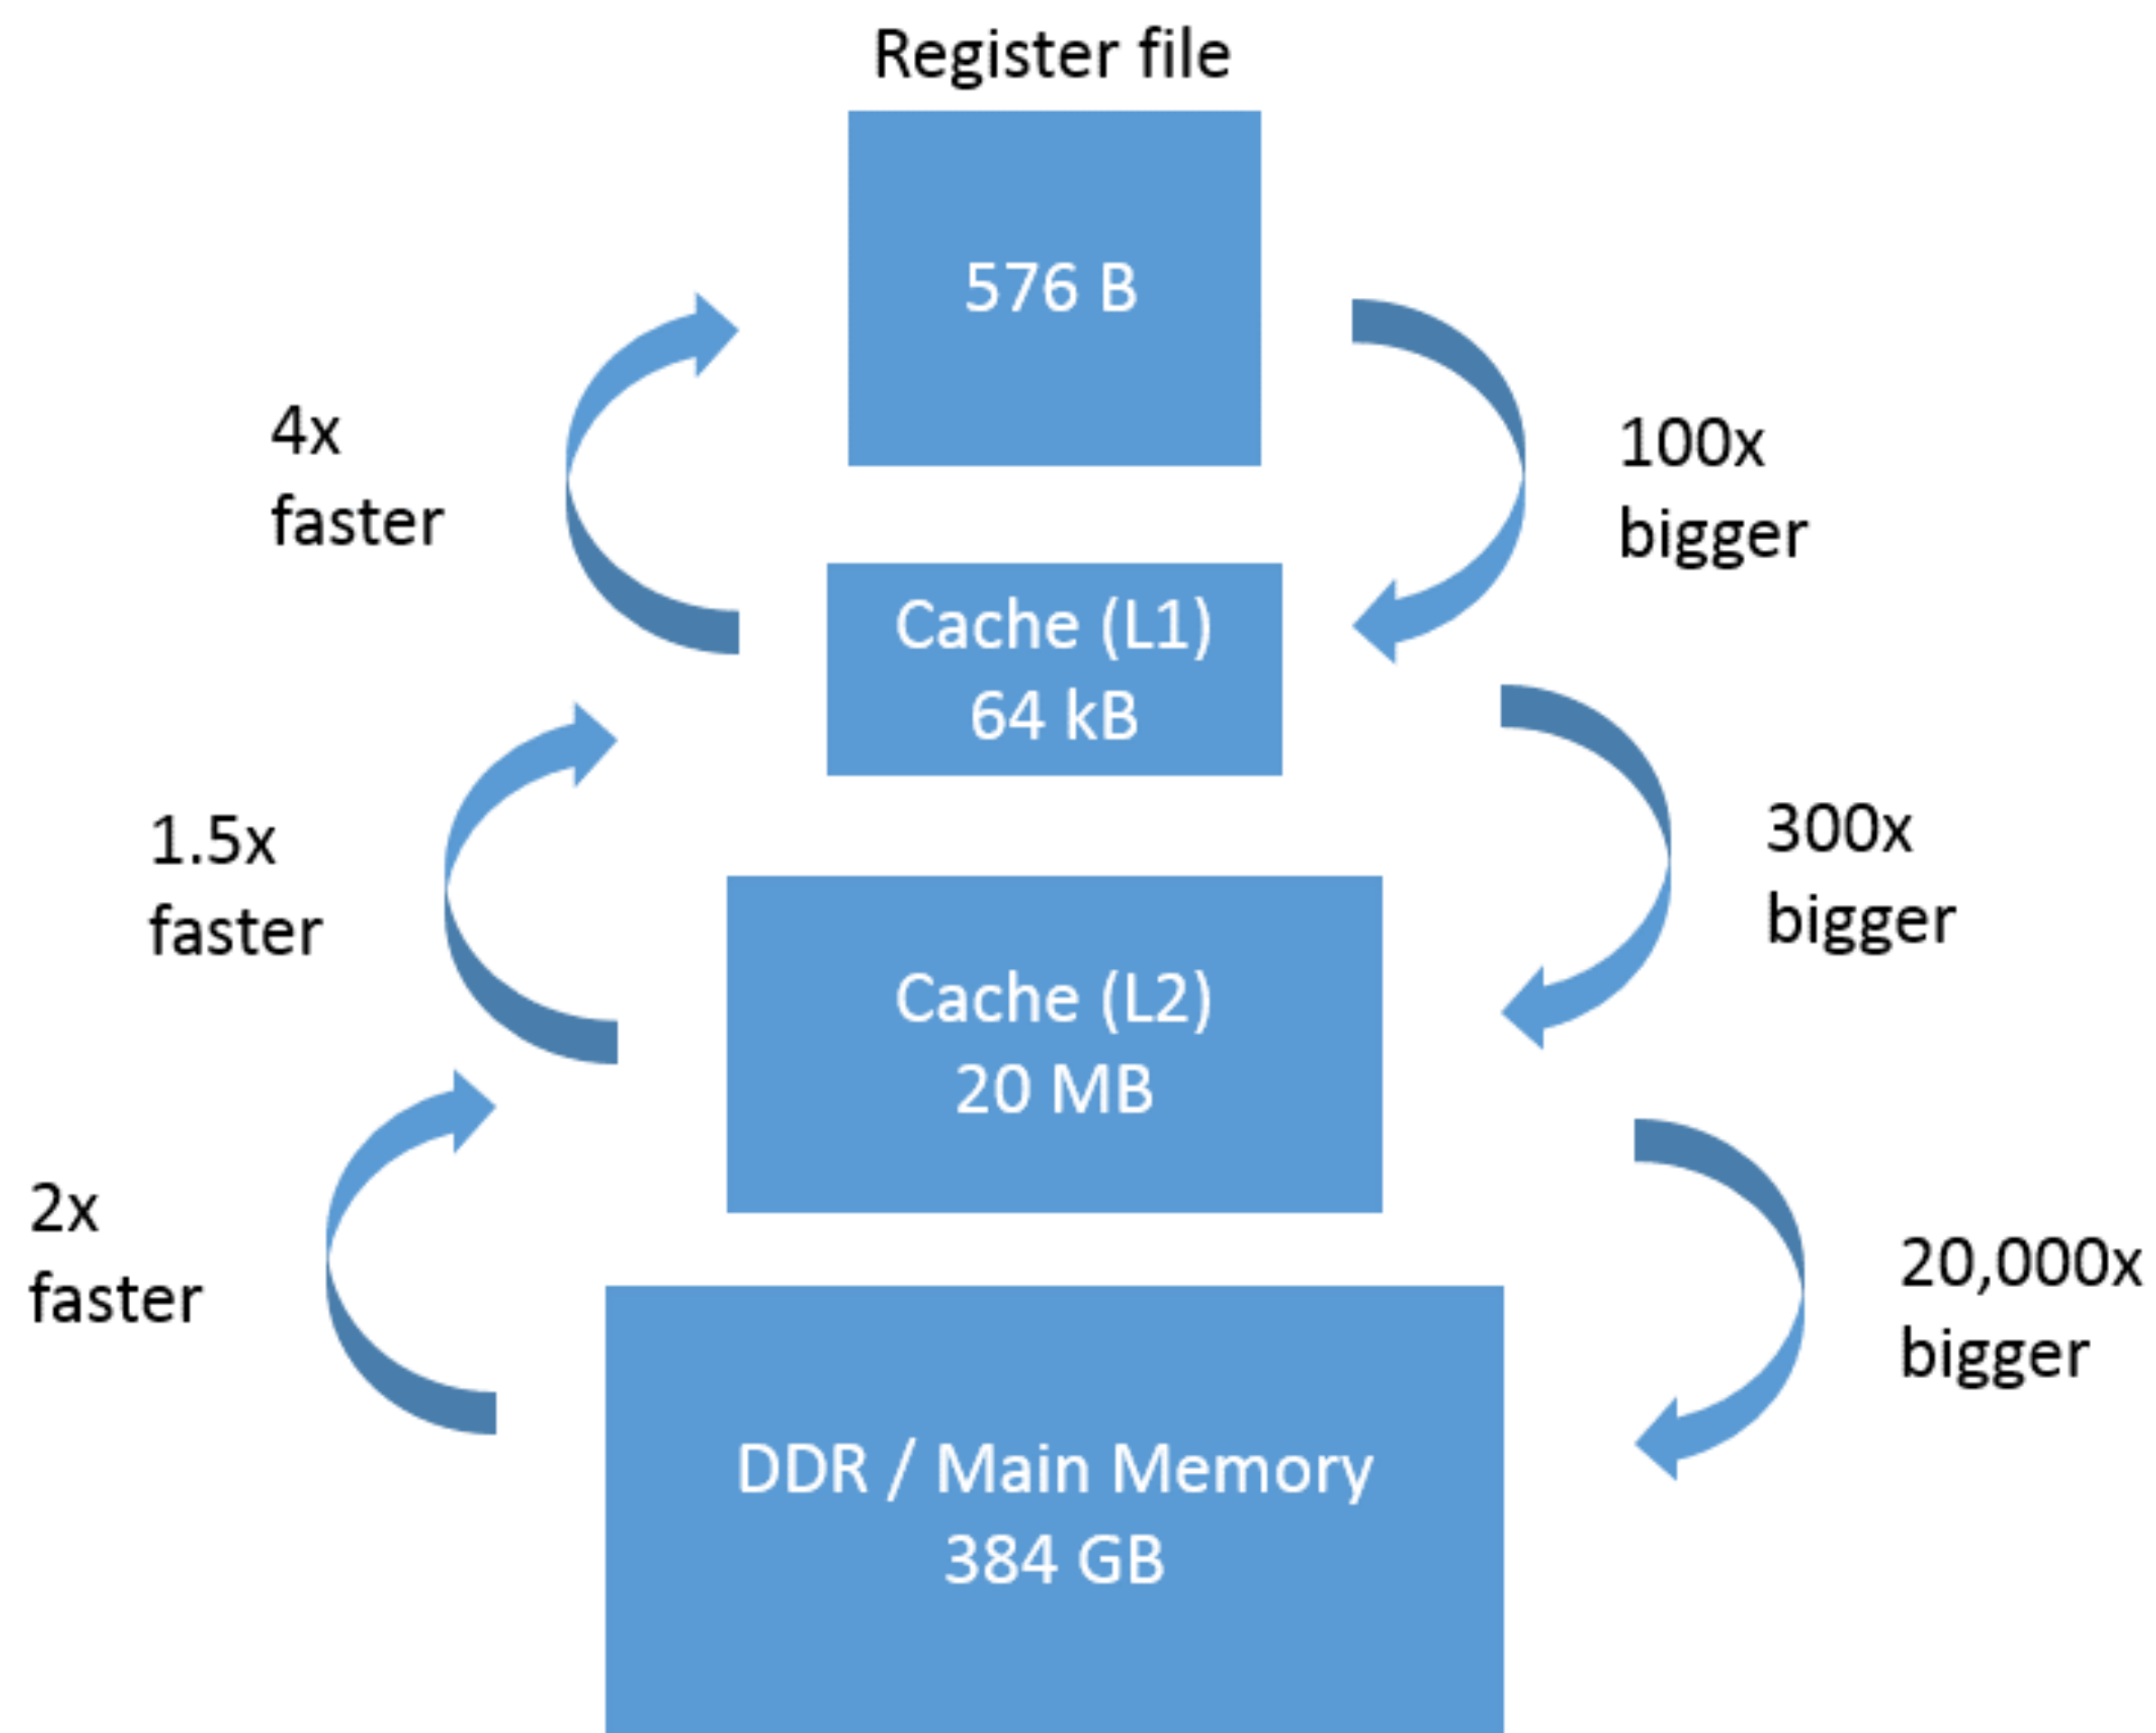 Register file
576 B
4x
faster
100x
bigger
Cache (L1)
64 kB
1.5x
faster
300x
bigger
Cache (L2)
20 MB
2x
faster
20,000x
bigger
DDR / Main Memory
384 GB